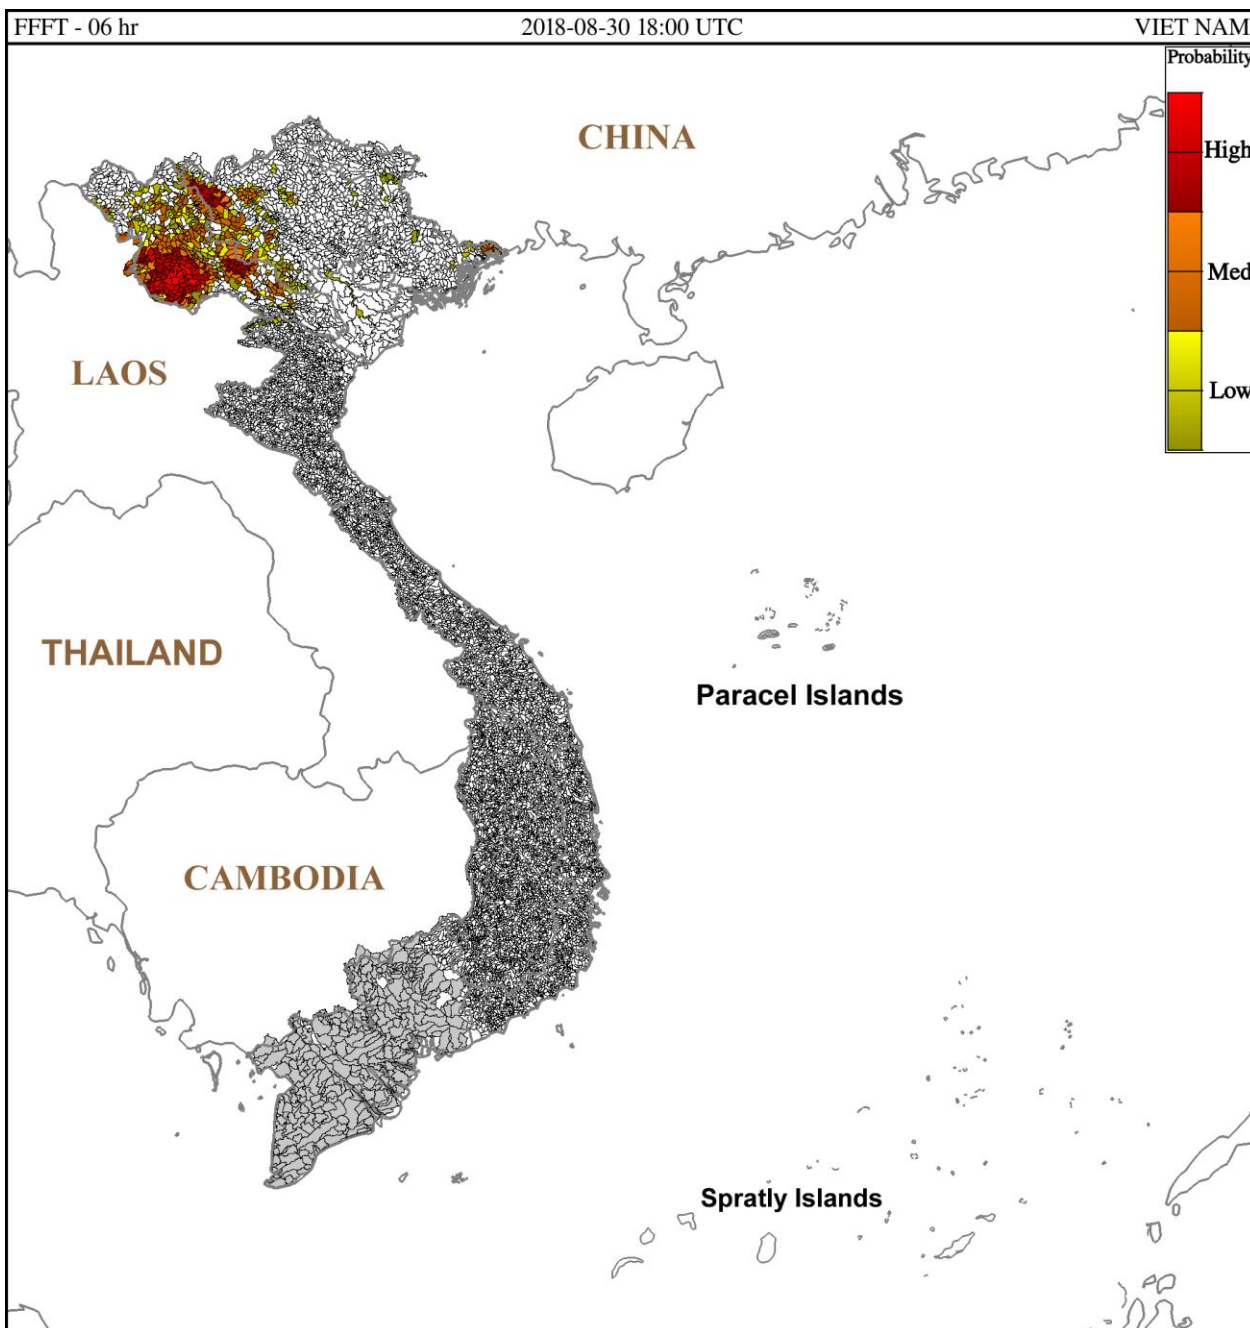 FFFT - 06 hr
2018-08-30 18:00 UTC
VIET NAM
Probability
High
Med
Low
CHINA
LAOS
THAILAND
Paracel Islands
CAMBODIA
Spratly Islands